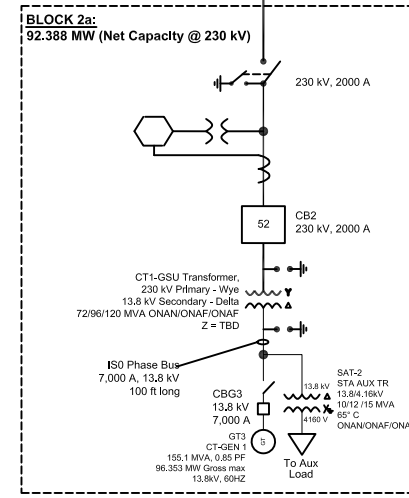 BLOCK 2a:
92.388 MW (Net Capacity @ 230 kV)
230 kV, 2000 A
52
CB2
230 kV, 2000 A
CT1-GSU Transformer,
230 kV Primary - Wye
13.8 kV Secondary - Delta
72/96/120 MVA ONAN/ONAF/ONAF
Z = TBD
IS0 Phase Bus
7,000 A, 13.8 kV
100 ft long
CBG3
13.8 kV
7,000 A
13.8 kV
4160 V
SAT-2
STA AUX TR
13.8/4.16kV
10/12 /15 MVA
65° C
ONAN/ONAF/ONA
GT3
CT-GEN 1
155.1 MVA, 0.85 PF
96.353 MW Gross max
13.8kV, 60HZ
GT
To Aux
Load